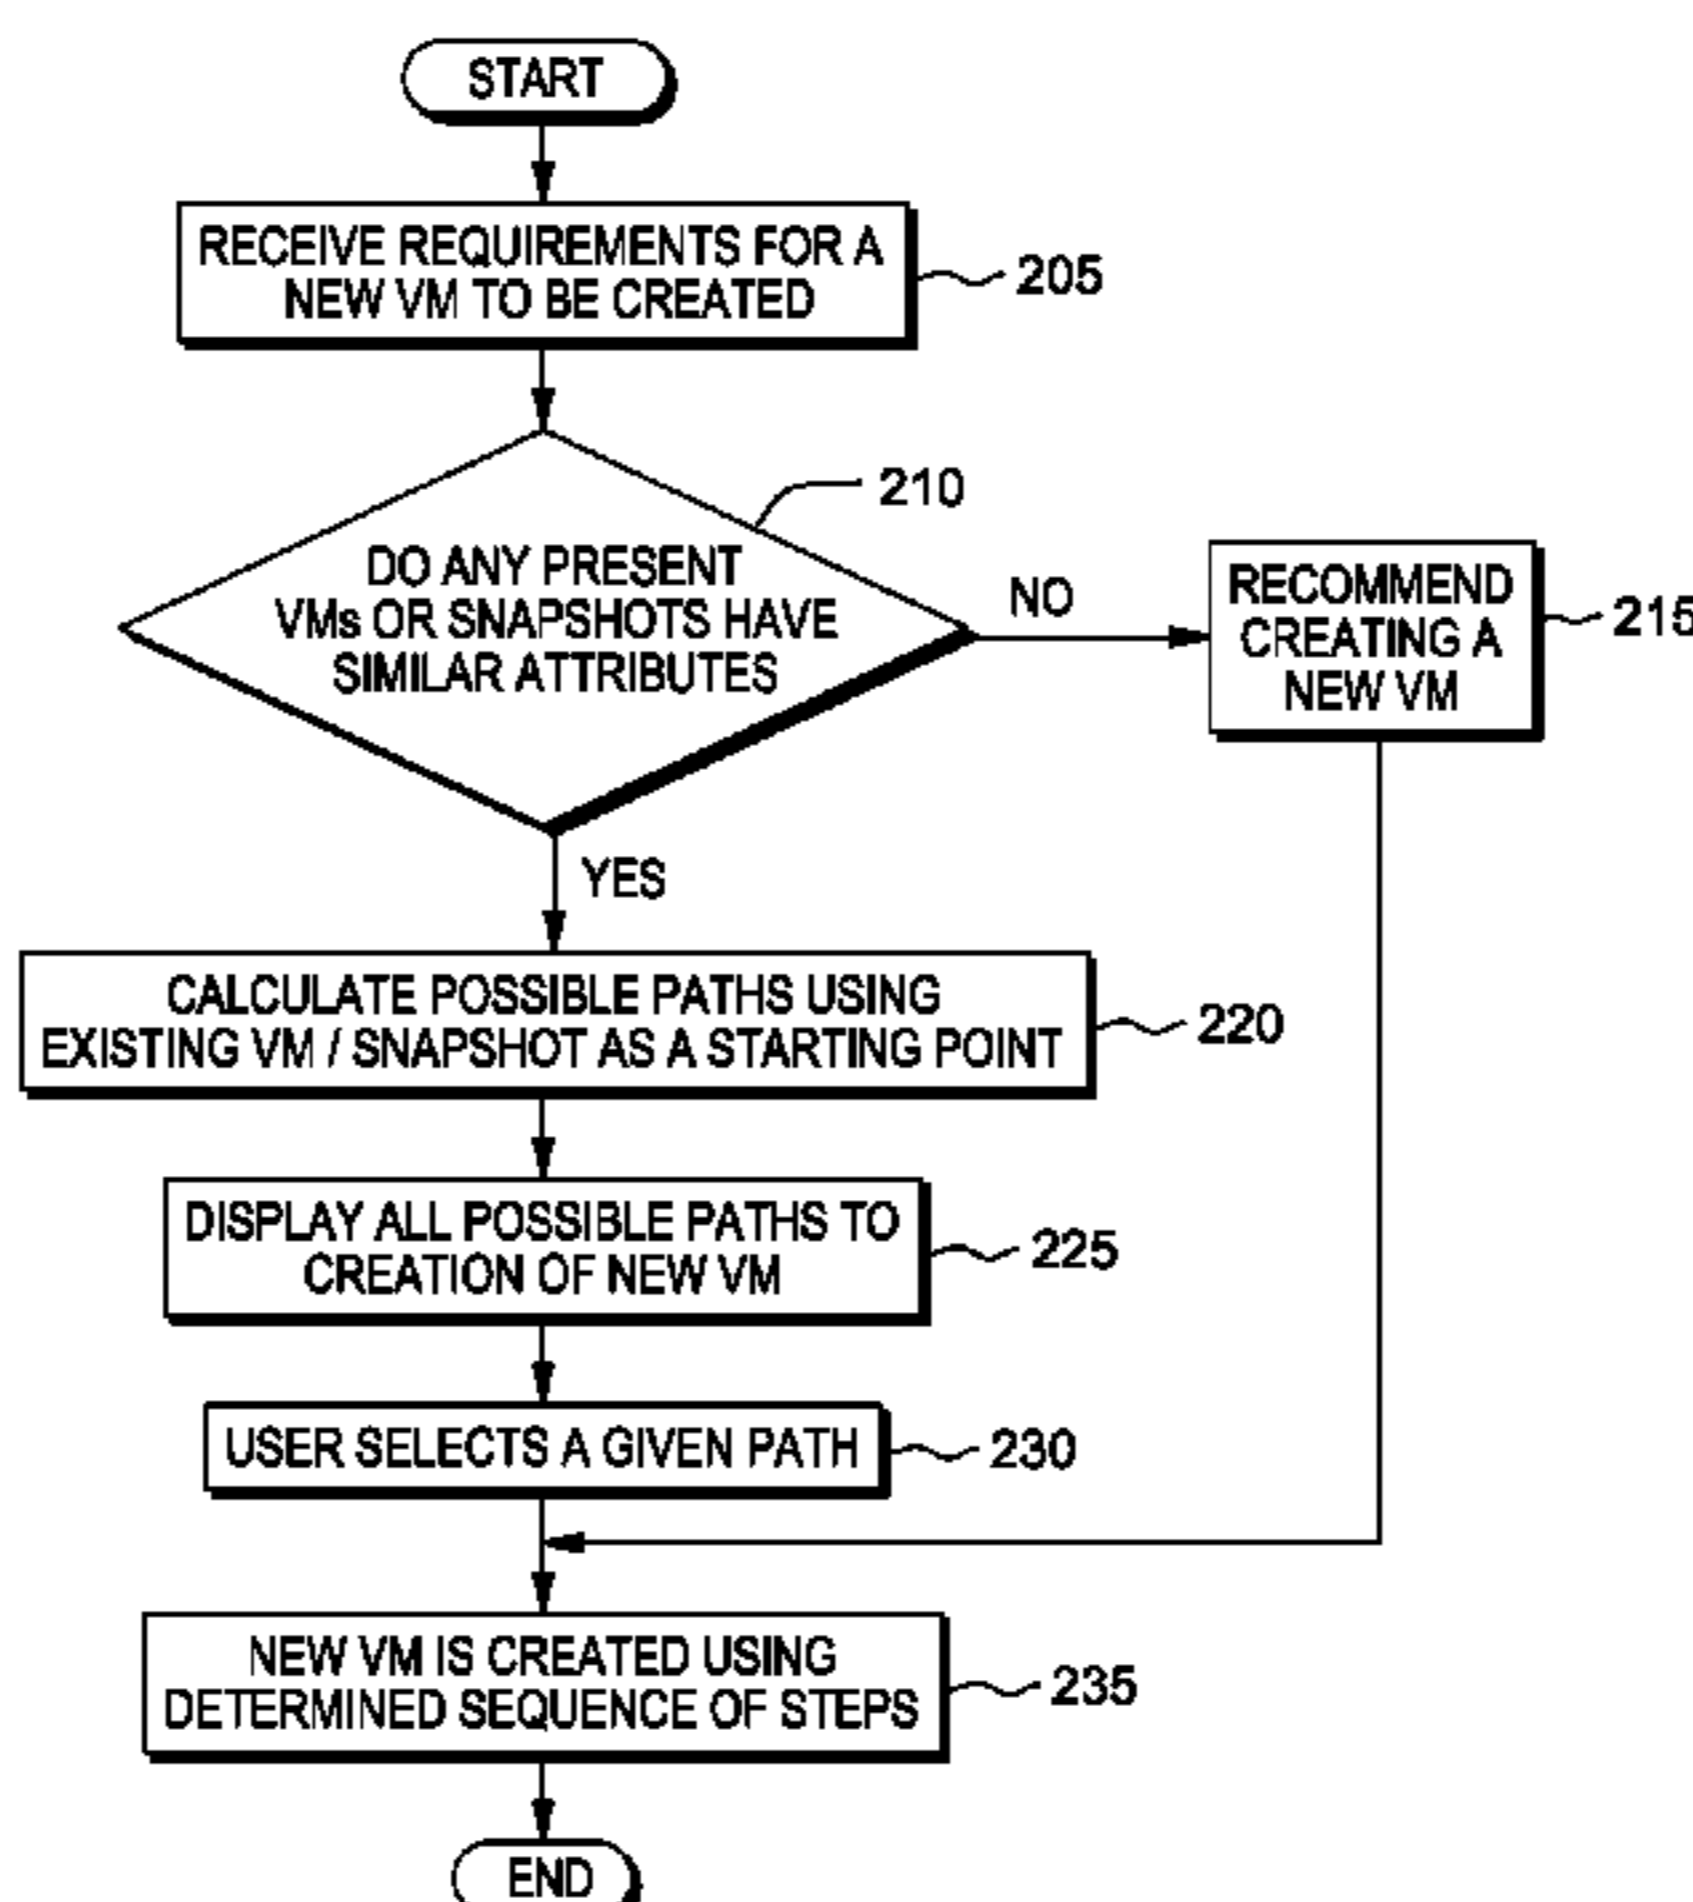 START
RECEIVE REQUIREMENTS FOR A
NEW VM TO BE CREATED
205
210
DO ANY PRESENT
VMs OR SNAPSHOTS HAVE
SIMILAR ATTRIBUTES
NO
RECOMMEND
CREATING A
NEW VM
215
YES
CALCULATE POSSIBLE PATHS USING
EXISTING VM / SNAPSHOT AS A STARTING POINT
220
DISPLAY ALL POSSIBLE PATHS TO
CREATION OF NEW VM
225
USER SELECTS A GIVEN PATH
230
NEW VM IS CREATED USING
DETERMINED SEQUENCE OF STEPS
235
END